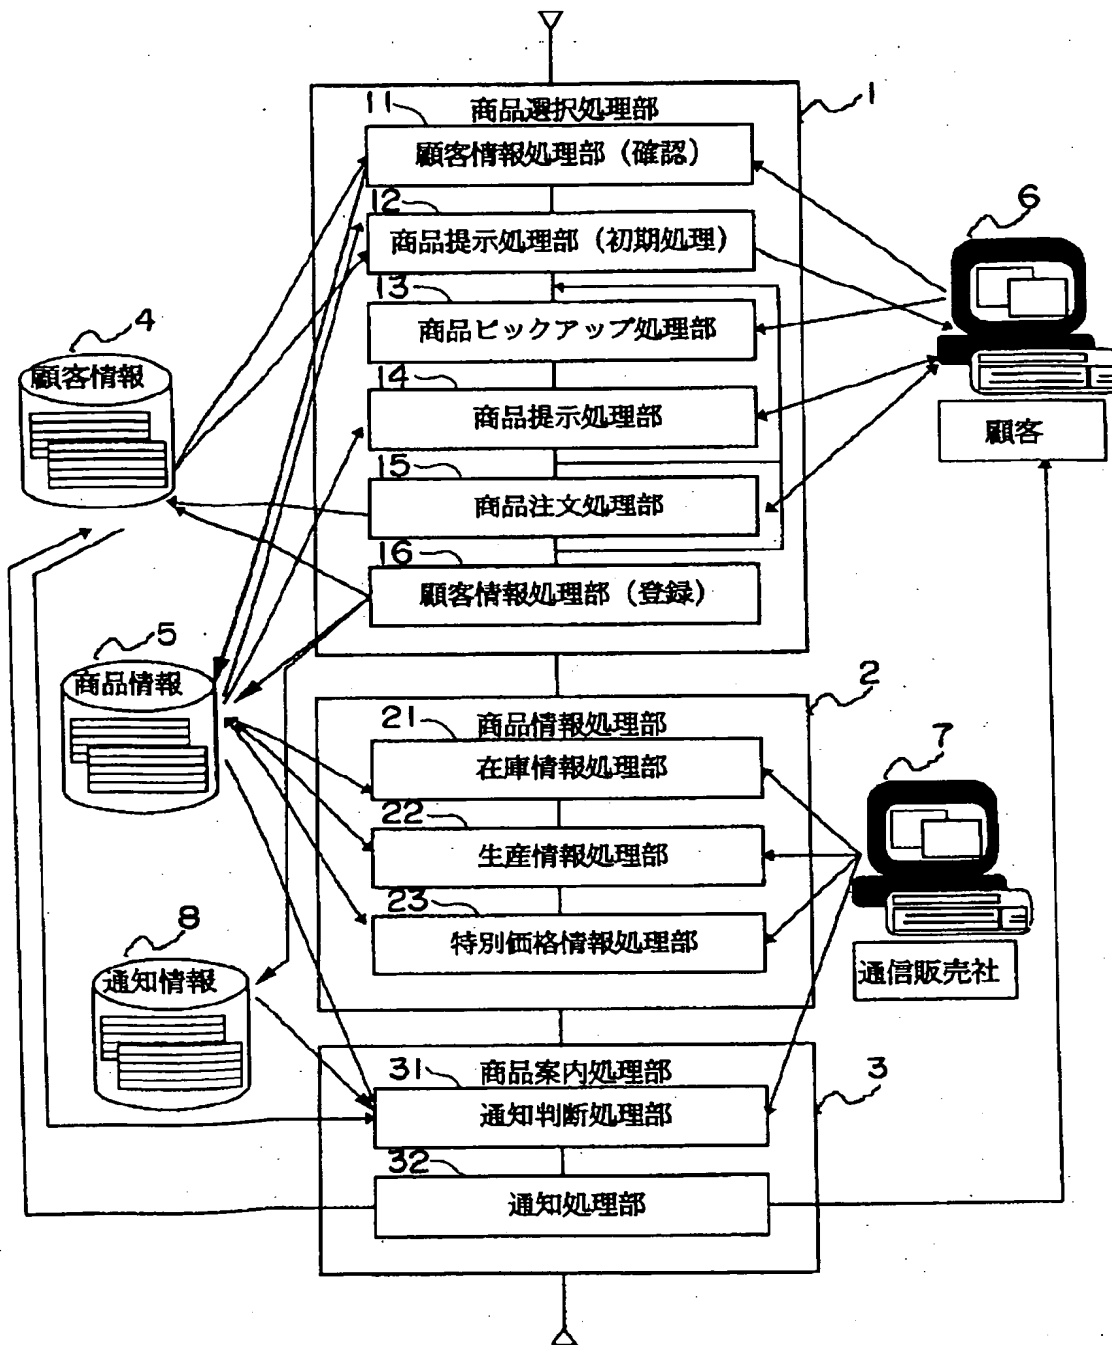 1
商品選択処理部
11
顧客情報処理部（確認）
12
商品提示処理部（初期処理）
13
商品ピックアップ処理部
14
商品提示処理部
15
商品注文処理部
16
顧客情報処理部（登録）
6
顧客
4
顧客情報
5
商品情報
2
商品情報処理部
21
在庫情報処理部
22
生産情報処理部
23
特別価格情報処理部
7
通信販売社
8
通知情報
3
商品案内処理部
31
通知判断処理部
32
通知処理部